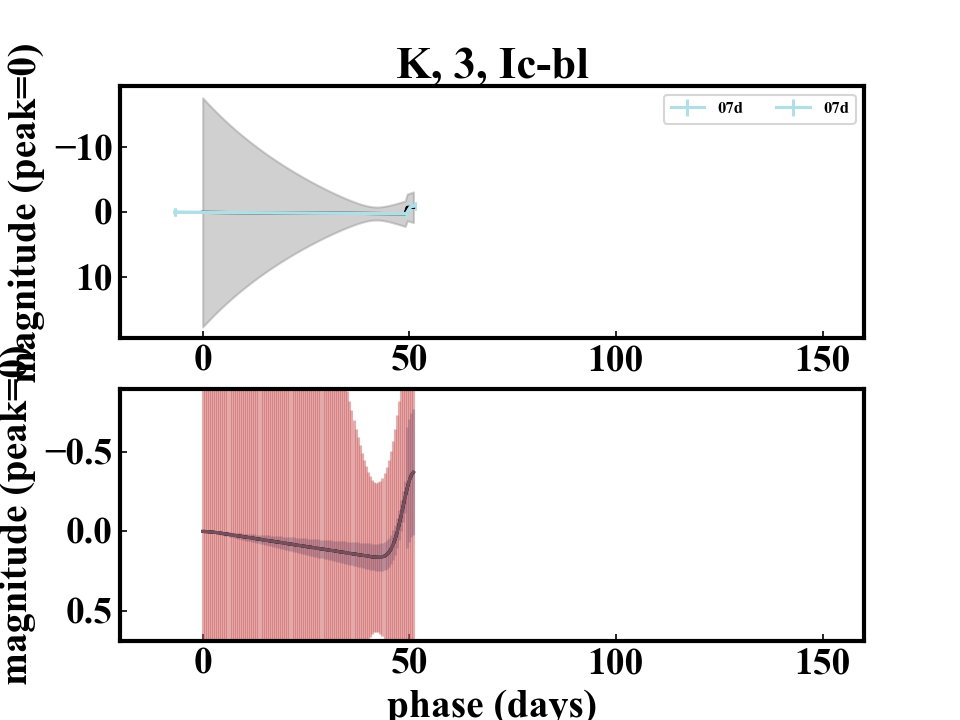 K, 3, Ic-bl
magnitude (peak=0)
−10
0
10
07d 07d
0 50 100 150
magnitude (peak=0)
−0.5
0.0
0.5
0 50 100 150
phase (days)